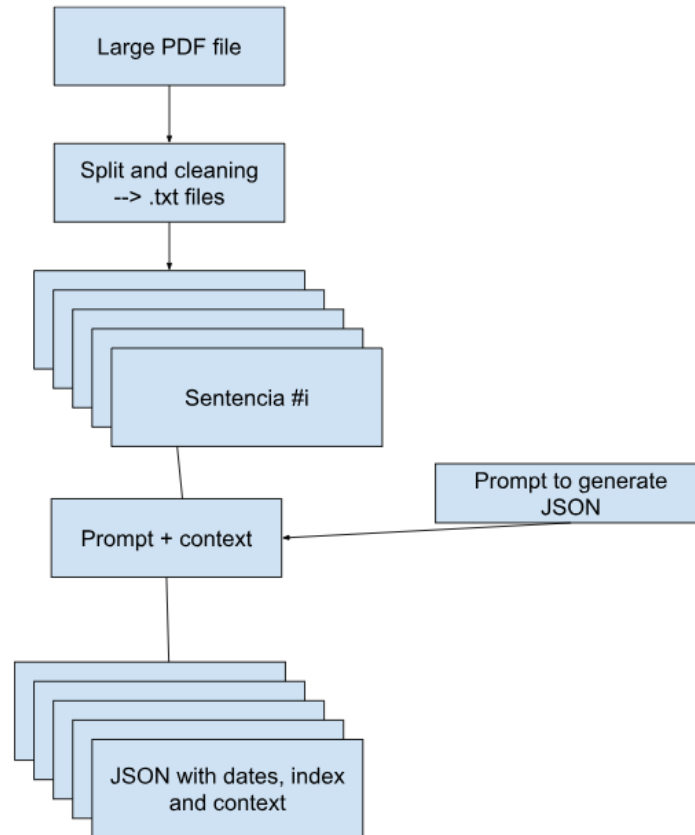 Large PDF file
Split and cleaning
--> .txt files
Sentencia #i
Prompt to generate
JSON
Prompt + context
JSON with dates, index
and context